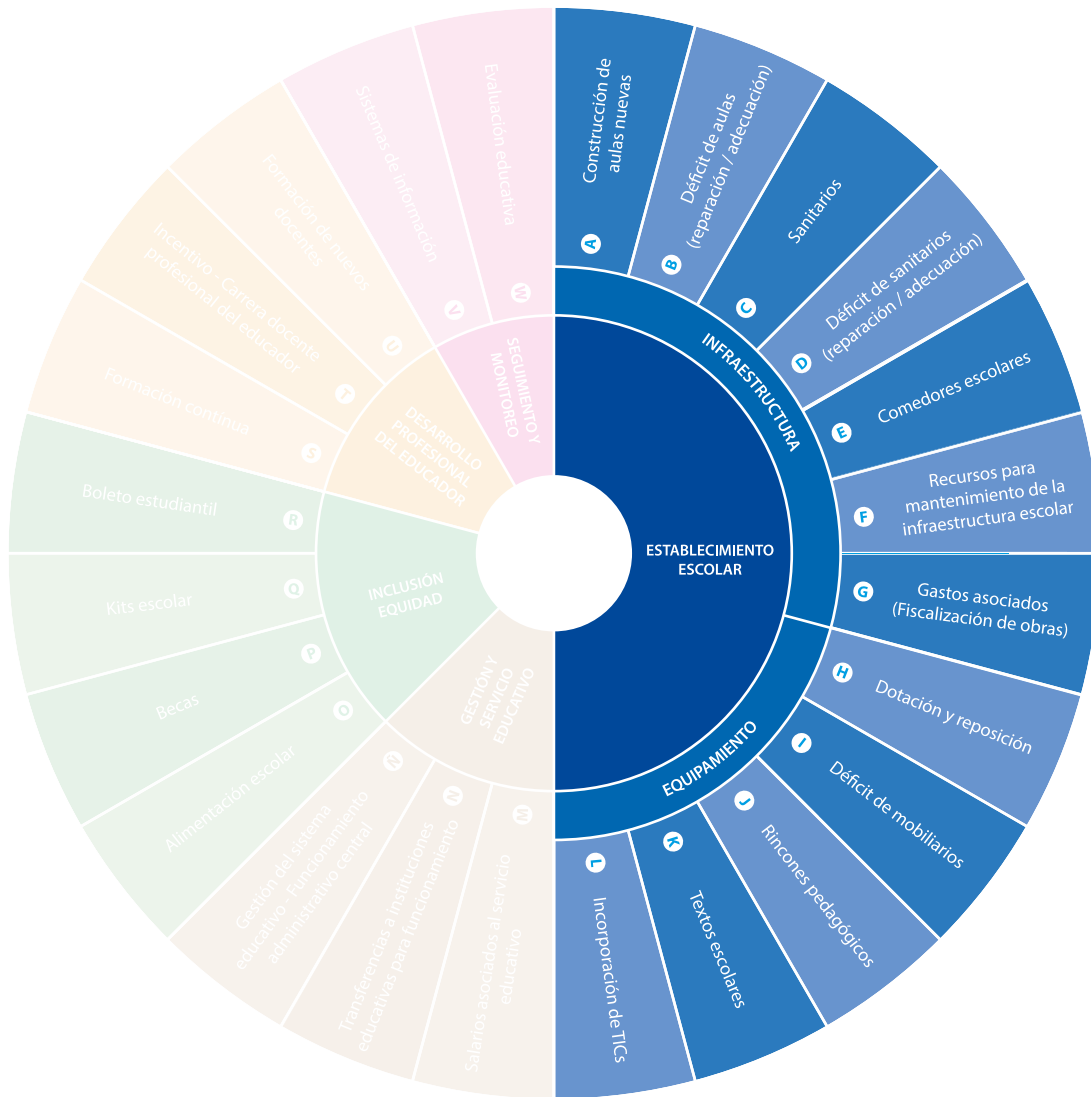 ESTABLECIMIENTO
ESCOLAR
INFRAESTRUCTURA
A
Construcción de
aulas nuevas
B
Déficit de aulas
(reparación / adecuación)
C
Sanitarios
D
Déficit de sanitarios
(reparación / adecuación)
E
Comedores escolares
F
Recursos para
mantenimiento de la
infraestructura escolar
G
Gastos asociados
(Fiscalización de obras)
EQUIPAMIENTO
H
Dotación y reposición
I
Déficit de mobiliarios
J
Rincones pedagógicos
K
Textos escolares
L
Incorporación de TICs
GESTIÓN Y
SERVICIO
EDUCATIVO
M
Salarios asociados al servicio
educativo
N
Transferencias a instituciones
educativas para funcionamiento
Ñ
Gestión del sistema
educativo - Funcionamiento
administrativo central
INCLUSIÓN
EQUIDAD
O
Alimentación escolar
P
Becas
Q
Kits escolar
R
Boleto estudiantil
DESARROLLO
PROFESIONAL
DEL EDUCADOR
S
Formación continua
T
Incentivo - Carrera docente
profesional del educador
U
Formación de nuevos
docentes
SEGUIMIENTO Y
MONITOREO
V
Sistemas de información
W
Evaluación educativa